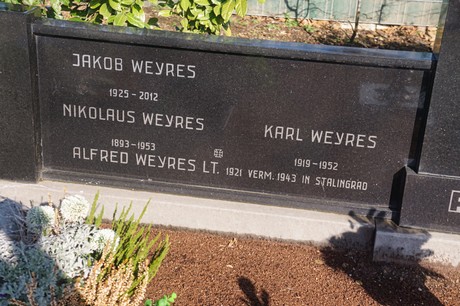 JAKOB WEYRES
1925 - 2012
NIKOLAUS WEYRES
1893 - 1953
KARL WEYRES
1919 - 1952
ALFRED WEYRES LT. 1921 VERM. 1943 IN STALINGRAD